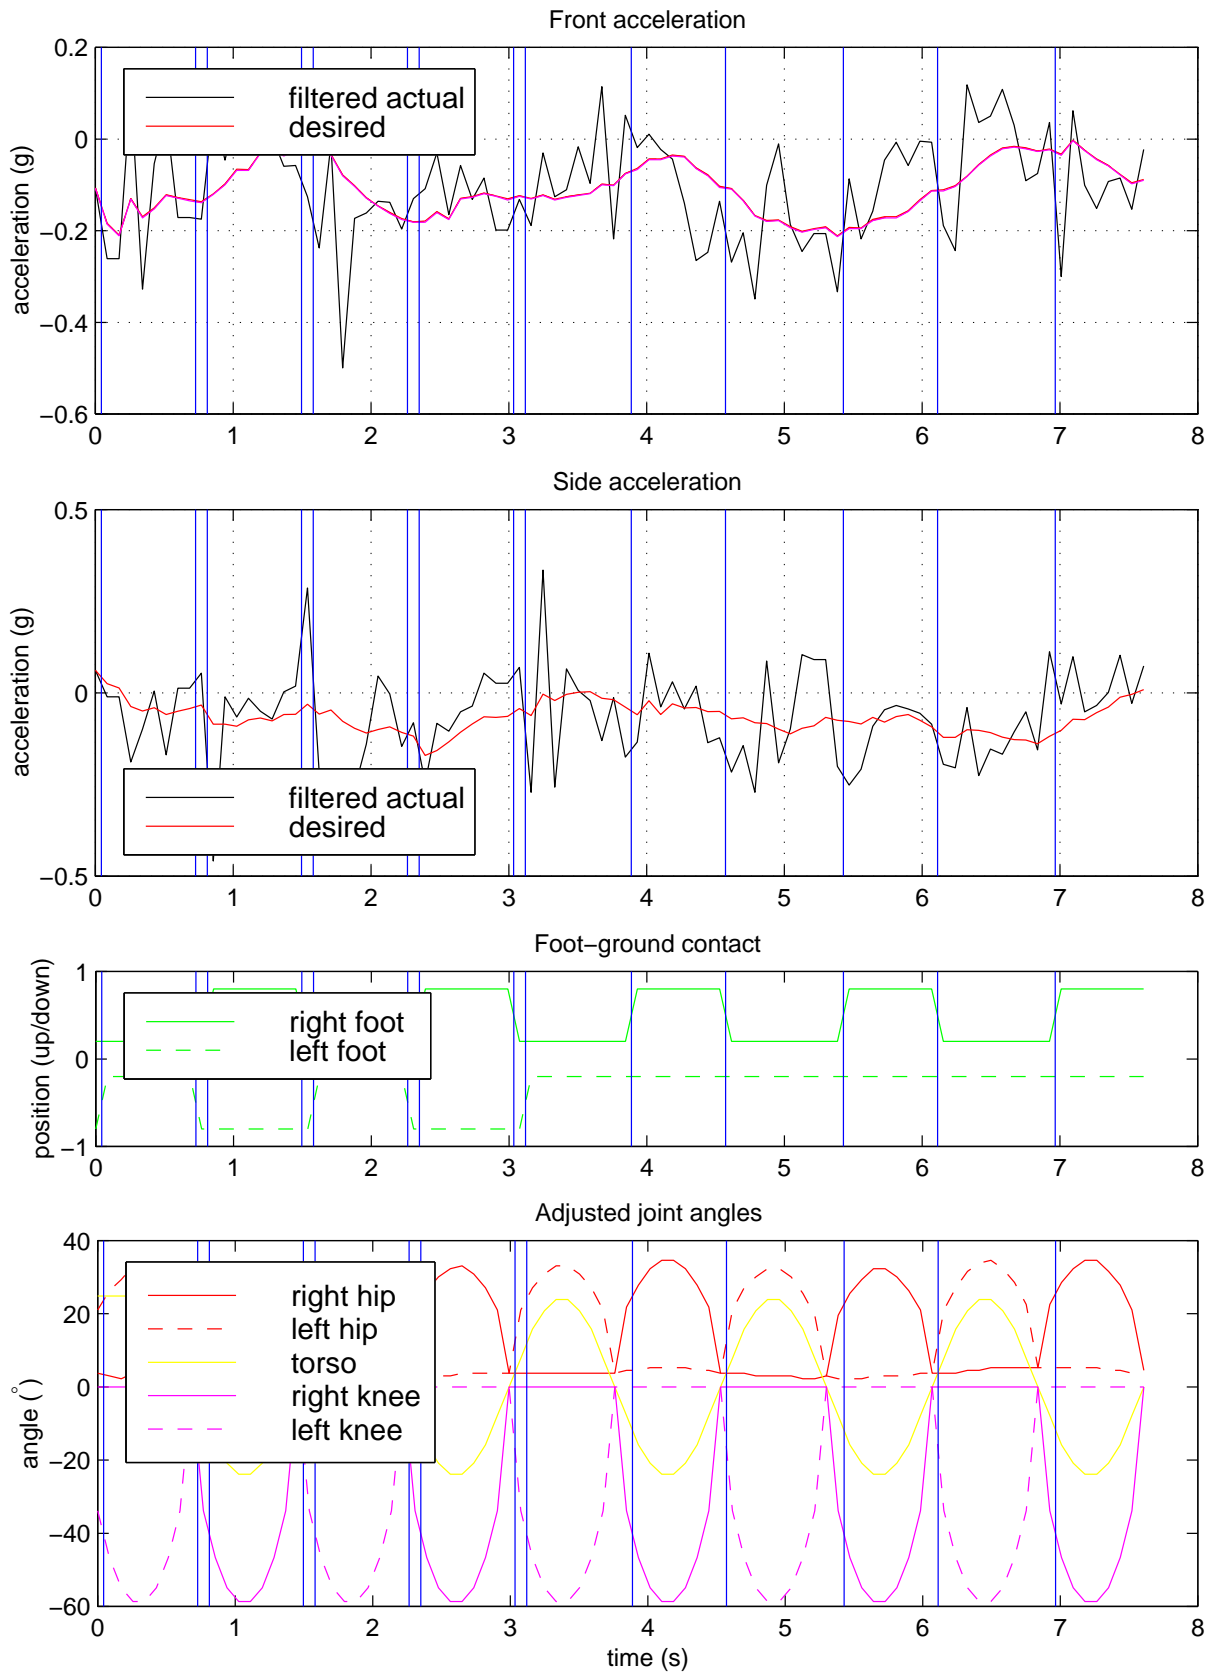 Front acceleration
0.2
0
−0.2
−0.4
−0.6
acceleration (g)
filtered actual
desired
0 1 2 3 4 5 6 7 8
Side acceleration
0.5
0
−0.5
acceleration (g)
filtered actual
desired
0 1 2 3 4 5 6 7 8
Foot−ground contact
1
0
−1
position (up/down)
right foot
left foot
0 1 2 3 4 5 6 7 8
Adjusted joint angles
40
20
0
−20
−40
−60
angle (°)
right hip
left hip
torso
right knee
left knee
0 1 2 3 4 5 6 7 8
time (s)